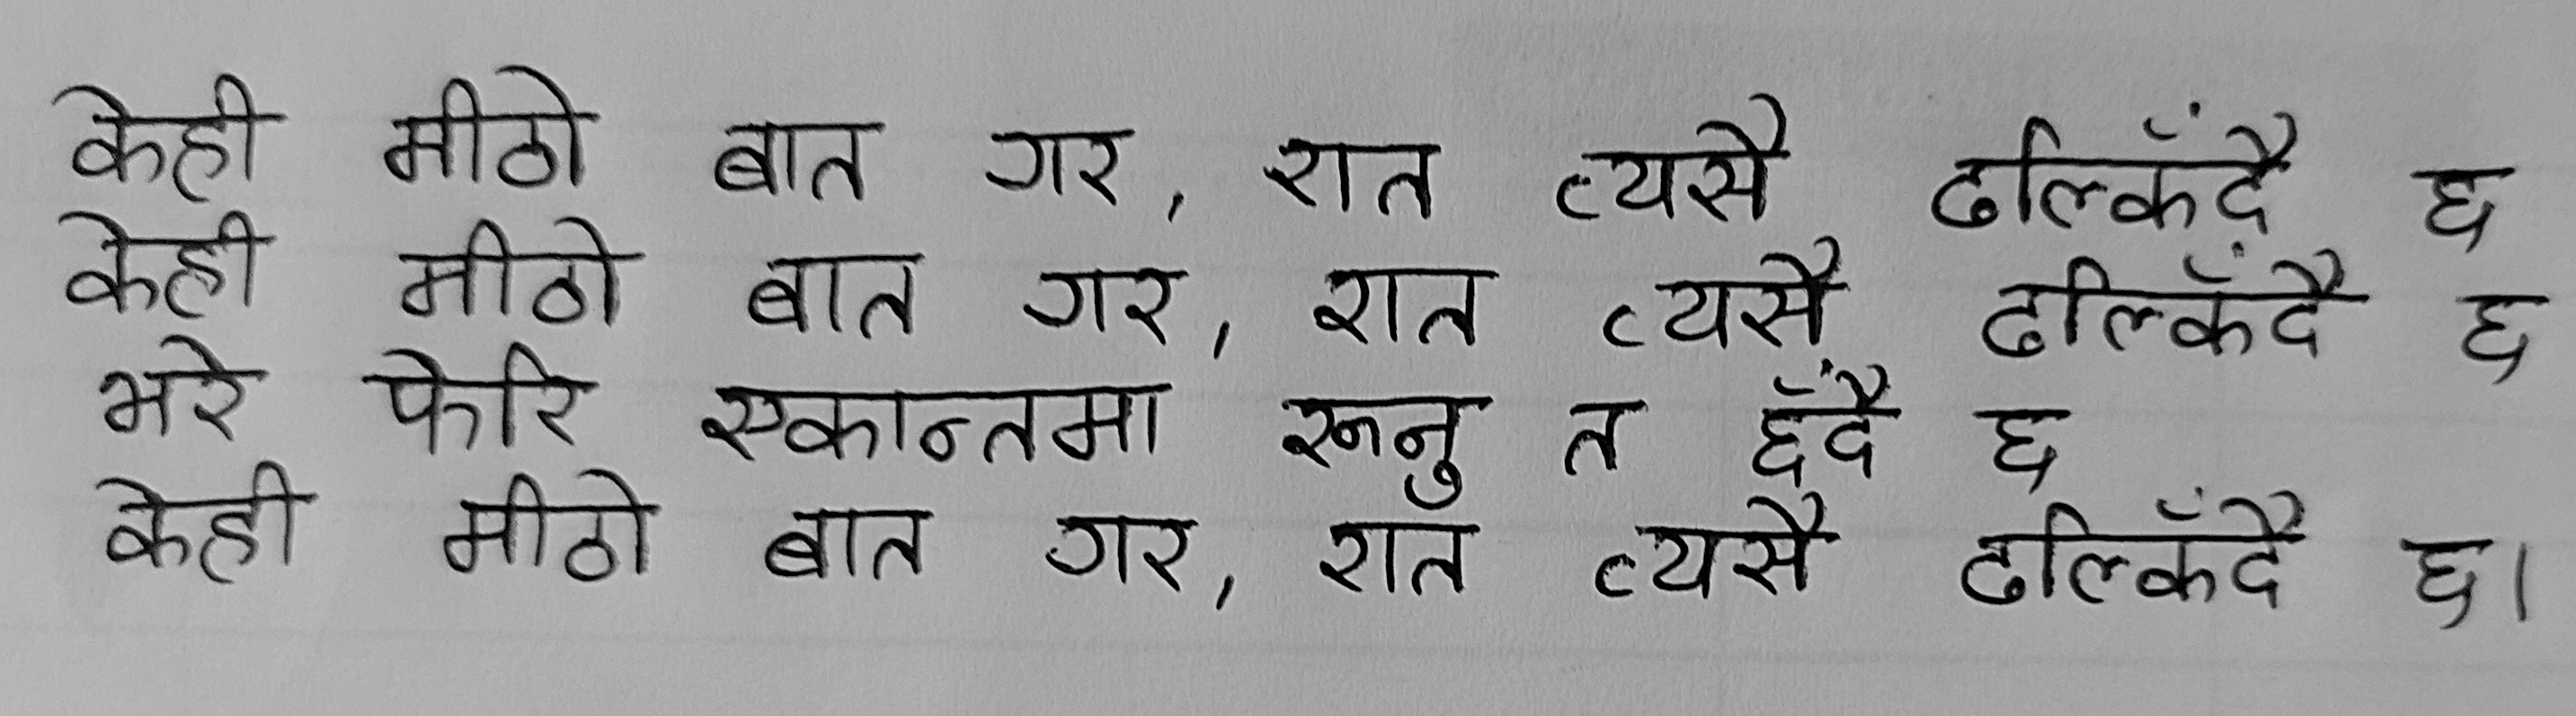 केही मीठो बात गर, रात त्यसै ढल्किँदै छ
केही मीठो बात गर, रात त्यसै ढल्किँदै छ
भरे फेरि एकान्तमा रूनु त छँदै छ
केही मीठो बात गर, रात त्यसै ढल्किँदै छ।